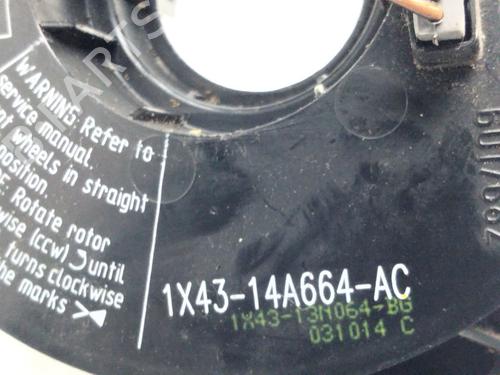 WARNING: Refer to
service manual.
wheels in straight
position.
Rotate rotor
(ccw) until
turns clockwise
the marks
1X43-14A664-AC
1X43-13N064-BG
031014 C